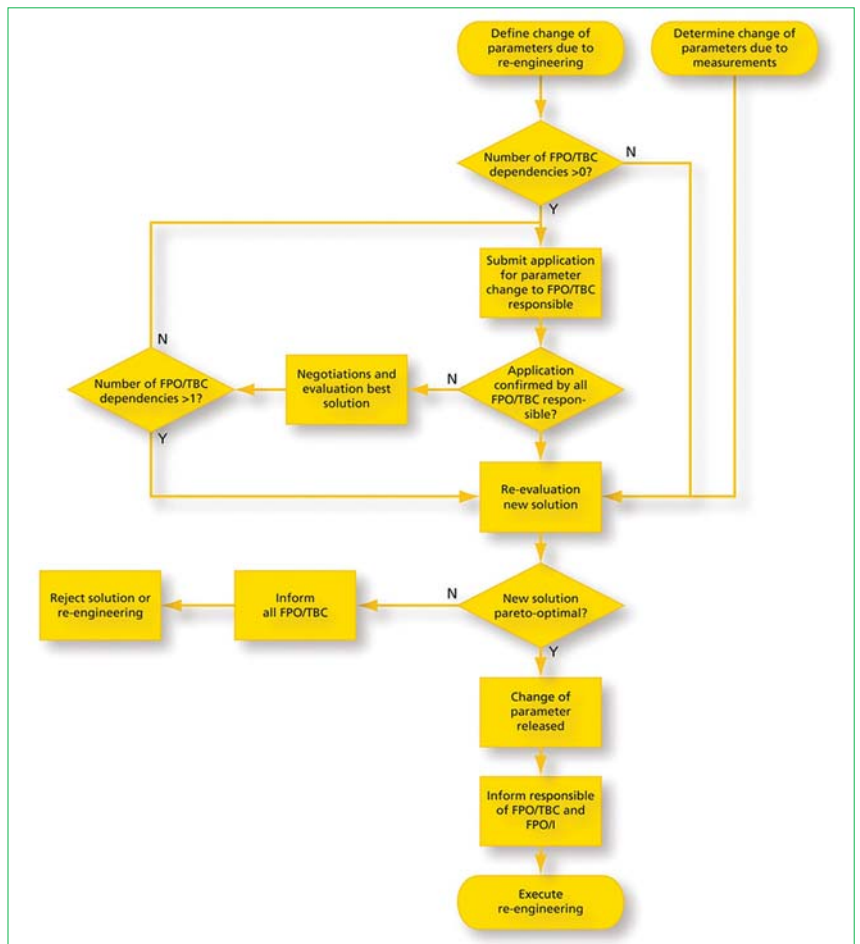 Define change of
parameters due to
re-engineering
Determine change of
parameters due to
measurements
Number of FPO/TBC
dependencies >0?
N
Y
Submit application
for parameter
change to FPO/TBC
responsible
N
Number of FPO/TBC
dependencies >1?
Y
Negotiations and
evaluation best
solution
N
Application
confirmed by all
FPO/TBC respon-
sible?
Re-evaluation
new solution
Reject solution or
re-engineering
Inform
all FPO/TBC
N
New solution
pareto-optimal?
Y
Change of
parameter
released
Inform responsible
of FPO/TBC and
FPO/I
Execute
re-engineering